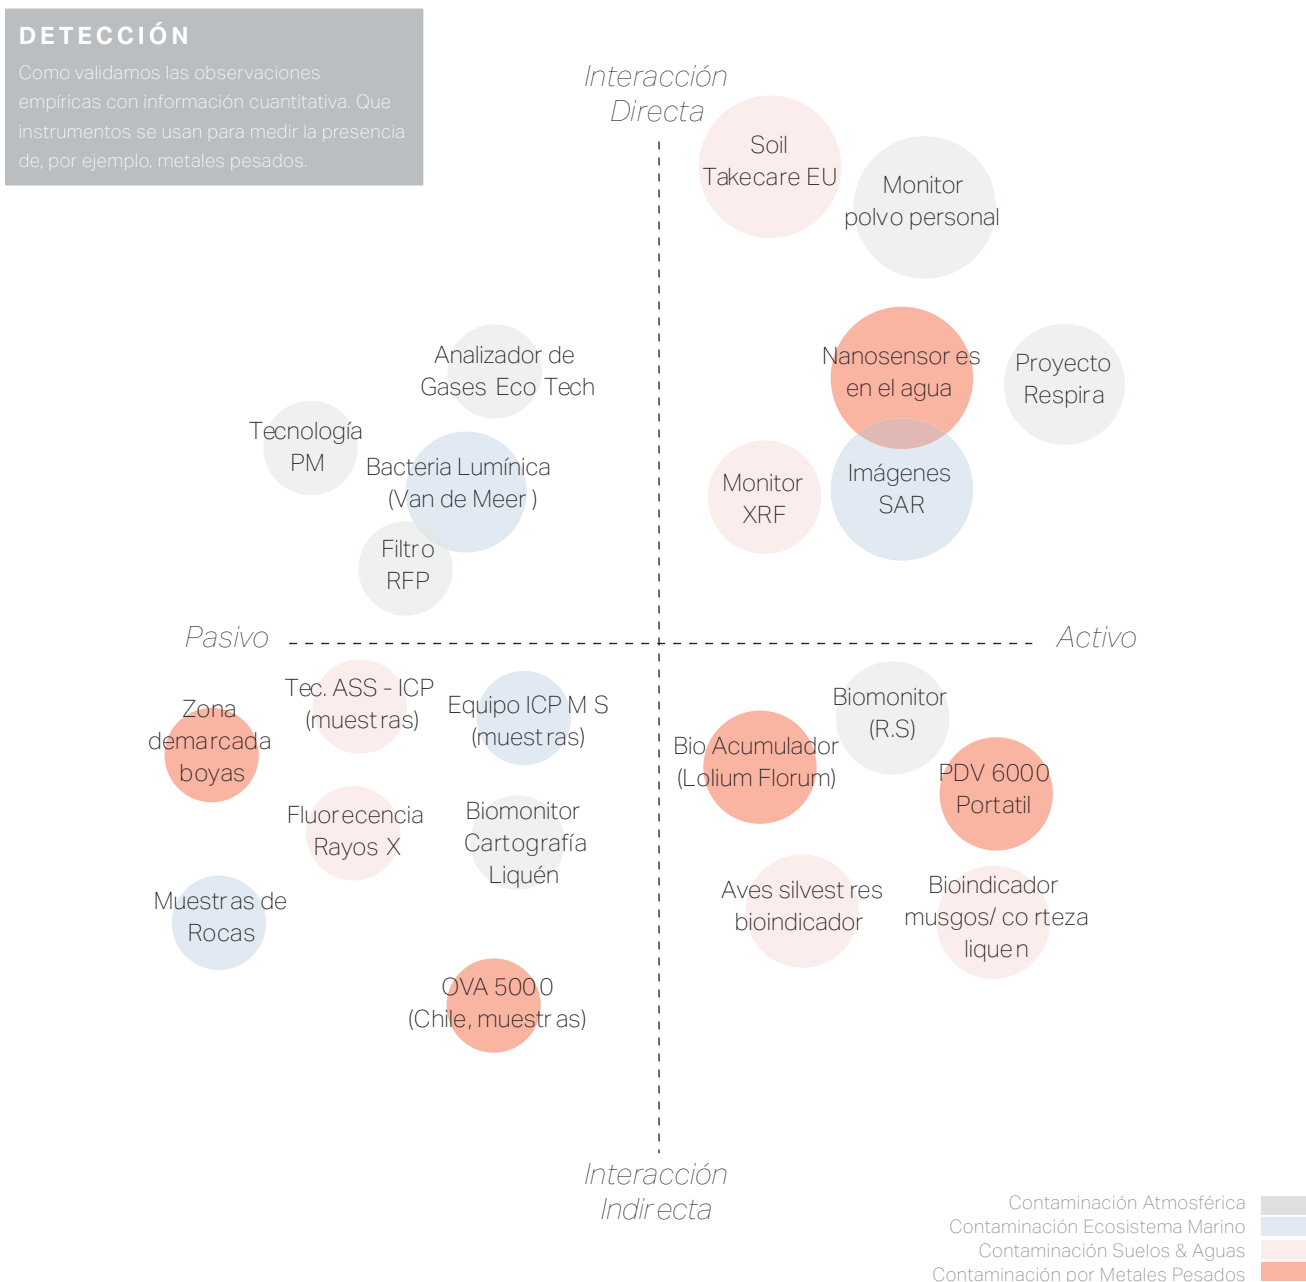 DETECCIÓN
Como validamos las observaciones
empíricas con información cuantitativa. Que
instrumentos se usan para medir la presencia
de, por ejemplo, metales pesados.
Interacción
Directa
Soil
Takecare EU
Monitor
polvo personal
Analizador de
Gases Eco Tech
Nanosensor es
en el agua
Proyecto
Respira
Tecnología
PM
Bacteria Lumínica
(Van de Meer )
Monitor
XRF
Imágenes
SAR
Filtro
RFP
Pasivo
Activo
Zona
demarcada
boyas
Tec. ASS - ICP
(muestras)
Equipo ICP M S
(muestras)
Bio Acumulador
(Lolium Florum)
Biomonitor
(R.S)
PDV 6000
Portatil
Fluorecencia
Rayos X
Biomonitor
Cartografía
Liquén
Muestras de
Rocas
Aves silvest res
bioindicador
Bioindicador
musgos/ co rteza
liquen
OVA 5000
(Chile, muestras)
Interacción
Indirecta
Contaminación Atmosférica
Contaminación Ecosistema Marino
Contaminación Suelos & Aguas
Contaminación por Metales Pesados